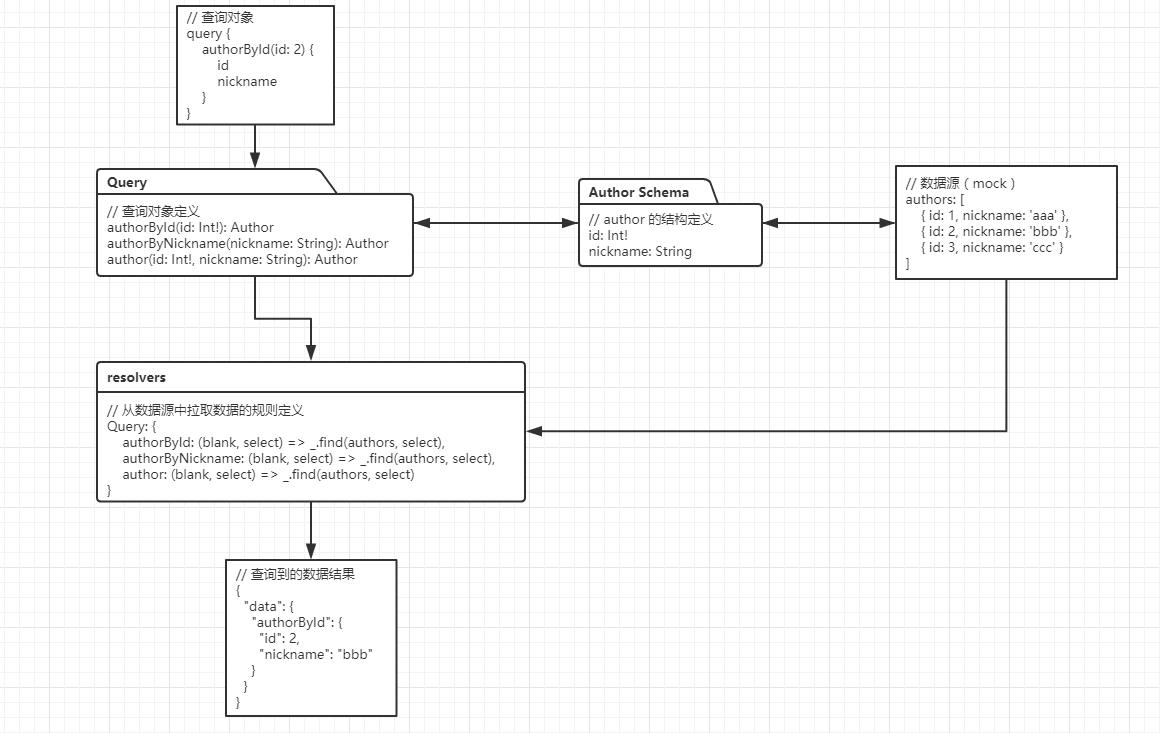 // 查询对象
query {
authorById(id: 2) {
id
nickname
}
}
Query
// 查询对象定义
authorById(id: Int!): Author
authorByNickname(nickname: String): Author
author(id: Int!, nickname: String): Author
Author Schema
// author 的结构定义
id: Int!
nickname: String
// 数据源 ( mock )
authors: [
{ id: 1, nickname: 'aaa' },
{ id: 2, nickname: 'bbb' },
{ id: 3, nickname: 'ccc' }
]
resolvers
// 从数据源中拉取数据的规则定义
Query: {
authorById: (blank, select) => _.find(authors, select),
authorByNickname: (blank, select) => _.find(authors, select),
author: (blank, select) => _.find(authors, select)
}
// 查询到的数据结果
{
"data": {
"authorById": {
"id": 2,
"nickname": "bbb"
}
}
}